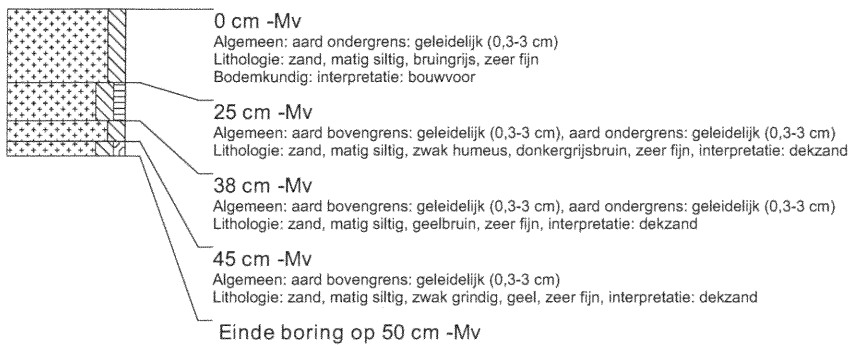 0 cm -Mv
Algemeen: aard ondergrens: geleidelijk (0,3-3 cm)
Lithologie: zand, matig siltig, bruingrijs, zeer fijn
Bodemkundig: interpretatie: bouwvoor
25 cm -Mv
Algemeen: aard bovengrens: geleidelijk (0,3-3 cm), aard ondergrens: geleidelijk (0,3-3 cm)
Lithologie: zand, matig siltig, zwak humeus, donkergrijsbruin, zeer fijn, interpretatie: dekzand
38 cm -Mv
Algemeen: aard bovengrens: geleidelijk (0,3-3 cm), aard ondergrens: geleidelijk (0,3-3 cm)
Lithologie: zand, matig siltig, geelbruin, zeer fijn, interpretatie: dekzand
45 cm -Mv
Algemeen: aard bovengrens: geleidelijk (0,3-3 cm)
Lithologie: zand, matig siltig, zwak grindig, geel, zeer fijn, interpretatie: dekzand
Einde boring op 50 cm -Mv